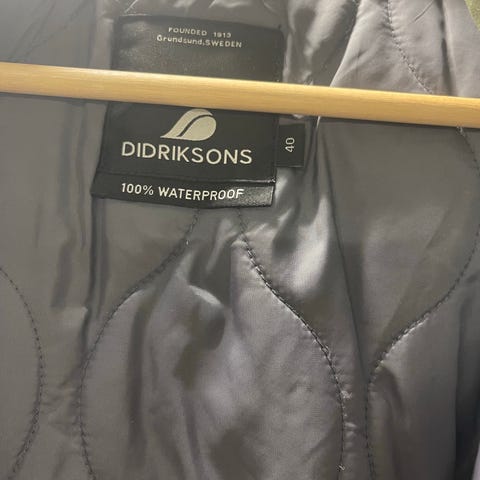 FOUNDED 1913
Grundsund.SWEDEN
DIDRIKSONS
40
100% WATERPROOF